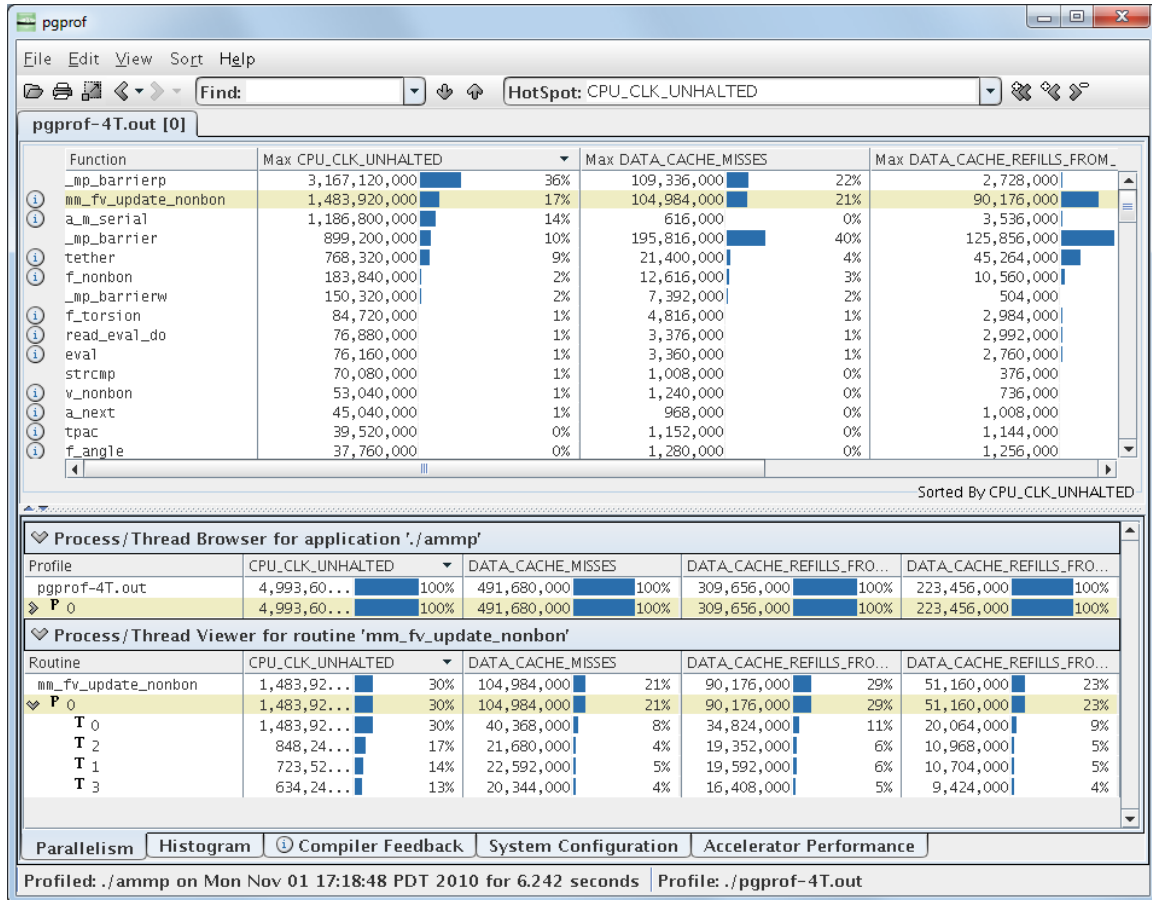 pgprof
File Edit View Sort Help
Find: HotSpot: CPU_CLK_UNHALTED
pgprof-4T.out [0]
Function Max CPU_CLK_UNHALTED Max DATA_CACHE_MISSES Max DATA_CACHE_REFILLS_FROM_
_mp_barrierp 3,167,120,000 36% 109,336,000 22% 2,728,000
mm_fv_update_nonbon 1,483,920,000 17% 104,984,000 21% 90,176,000
a_m_serial 1,186,800,000 14% 616,000 0% 3,536,000
_mp_barrier 899,200,000 10% 195,816,000 40% 125,856,000
tether 768,320,000 9% 21,400,000 4% 45,264,000
f_nonbon 183,840,000 2% 12,616,000 3% 10,560,000
_mp_barrierw 150,320,000 2% 7,392,000 2% 504,000
f_torsion 84,720,000 1% 4,816,000 1% 2,984,000
read_eval_do 76,880,000 1% 3,376,000 1% 2,992,000
eval 76,160,000 1% 3,360,000 1% 2,760,000
strcmp 70,080,000 1% 1,008,000 0% 376,000
v_nonbon 53,040,000 1% 1,240,000 0% 736,000
a_next 45,040,000 1% 968,000 0% 1,008,000
tpac 39,520,000 0% 1,152,000 0% 1,144,000
f_angle 37,760,000 0% 1,280,000 0% 1,256,000
Sorted By CPU_CLK_UNHALTED
Process/Thread Browser for application './ammp'
Profile CPU_CLK_UNHALTED DATA_CACHE_MISSES DATA_CACHE_REFILLS_FRO... DATA_CACHE_REFILLS_FRO...
pgprof-4T.out 4,993,60... 100% 491,680,000 100% 309,656,000 100% 223,456,000 100%
P 0 4,993,60... 100% 491,680,000 100% 309,656,000 100% 223,456,000 100%
Process/Thread Viewer for routine 'mm_fv_update_nonbon'
Routine CPU_CLK_UNHALTED DATA_CACHE_MISSES DATA_CACHE_REFILLS_FRO... DATA_CACHE_REFILLS_FRO...
mm_fv_update_nonbon 1,483,92... 30% 104,984,000 21% 90,176,000 29% 51,160,000 23%
P 0 1,483,92... 30% 104,984,000 21% 90,176,000 29% 51,160,000 23%
T 0 1,483,92... 30% 40,368,000 8% 34,824,000 11% 20,064,000 9%
T 2 848,24... 17% 21,680,000 4% 19,352,000 6% 10,968,000 5%
T 1 723,52... 14% 22,592,000 5% 19,592,000 6% 10,704,000 5%
T 3 634,24... 13% 20,344,000 4% 16,408,000 5% 9,424,000 4%
Parallelism Histogram Compiler Feedback System Configuration Accelerator Performance
Profiled: ./ammp on Mon Nov 01 17:18:48 PDT 2010 for 6.242 seconds Profile: ./pgprof-4T.out